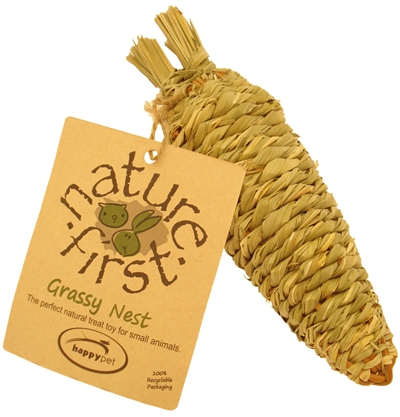 nature
first
Grassy Nest
The perfect natural treat toy for small animals.
happypet
100%
Recyclable
Packaging